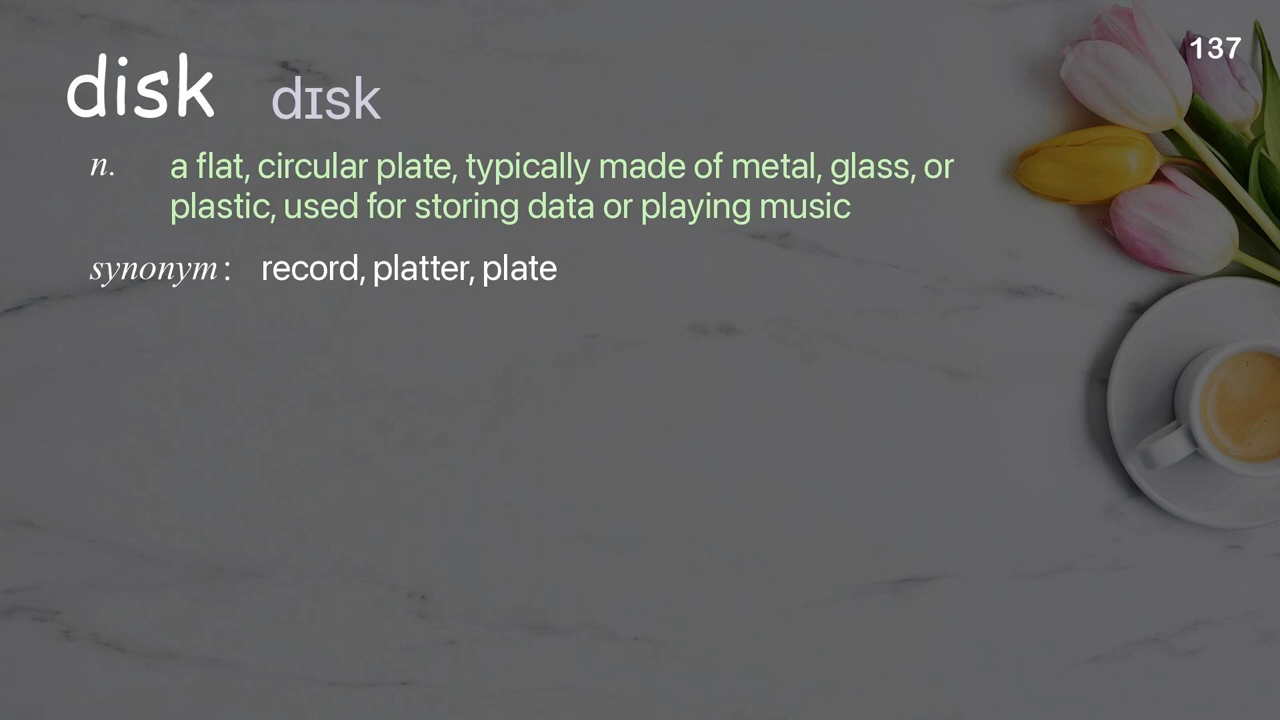 137
disk dɪsk
n. a flat, circular plate, typically made of metal, glass, or
plastic, used for storing data or playing music
synonym: record, platter, plate